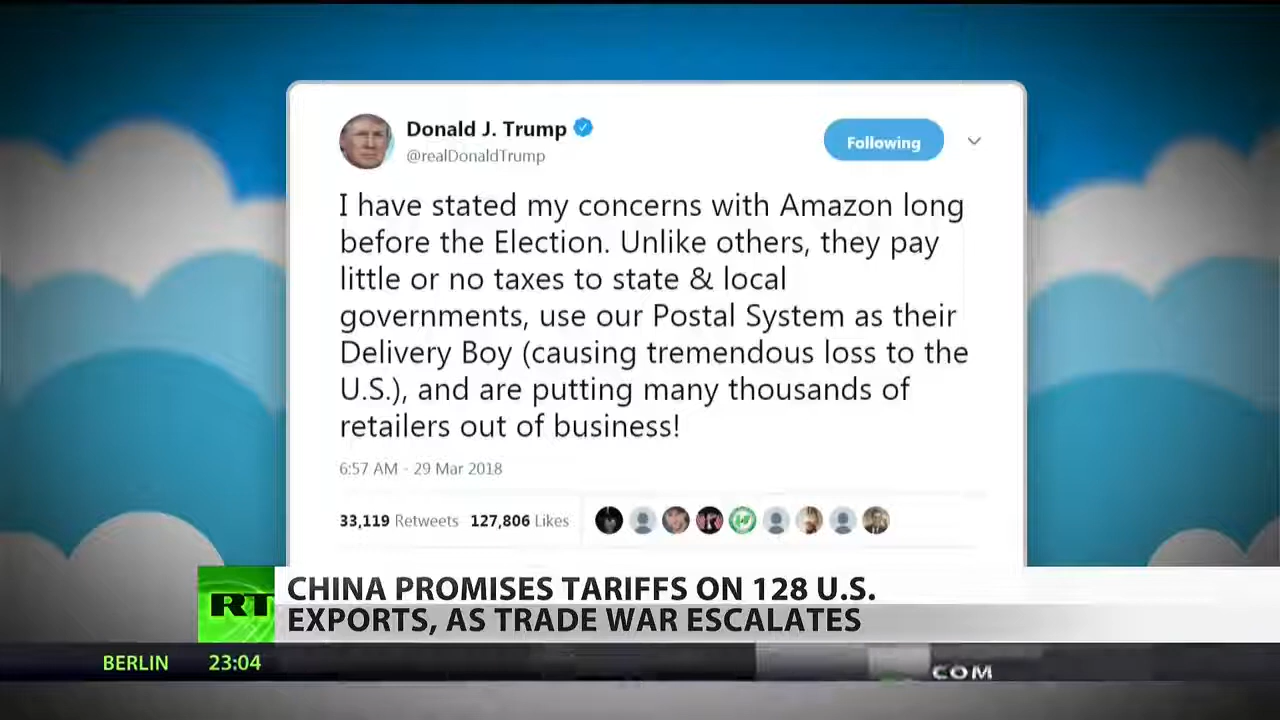 Donald J. Trump
@realDonaldTrump
Following
I have stated my concerns with Amazon long
before the Election. Unlike others, they pay
little or no taxes to state & local
governments, use our Postal System as their
Delivery Boy (causing tremendous loss to the
U.S.), and are putting many thousands of
retailers out of business!
6:57 AM - 29 Mar 2018
33,119 Retweets 127,806 Likes
RT
CHINA PROMISES TARIFFS ON 128 U.S.
EXPORTS, AS TRADE WAR ESCALATES
BERLIN 23:04
COM